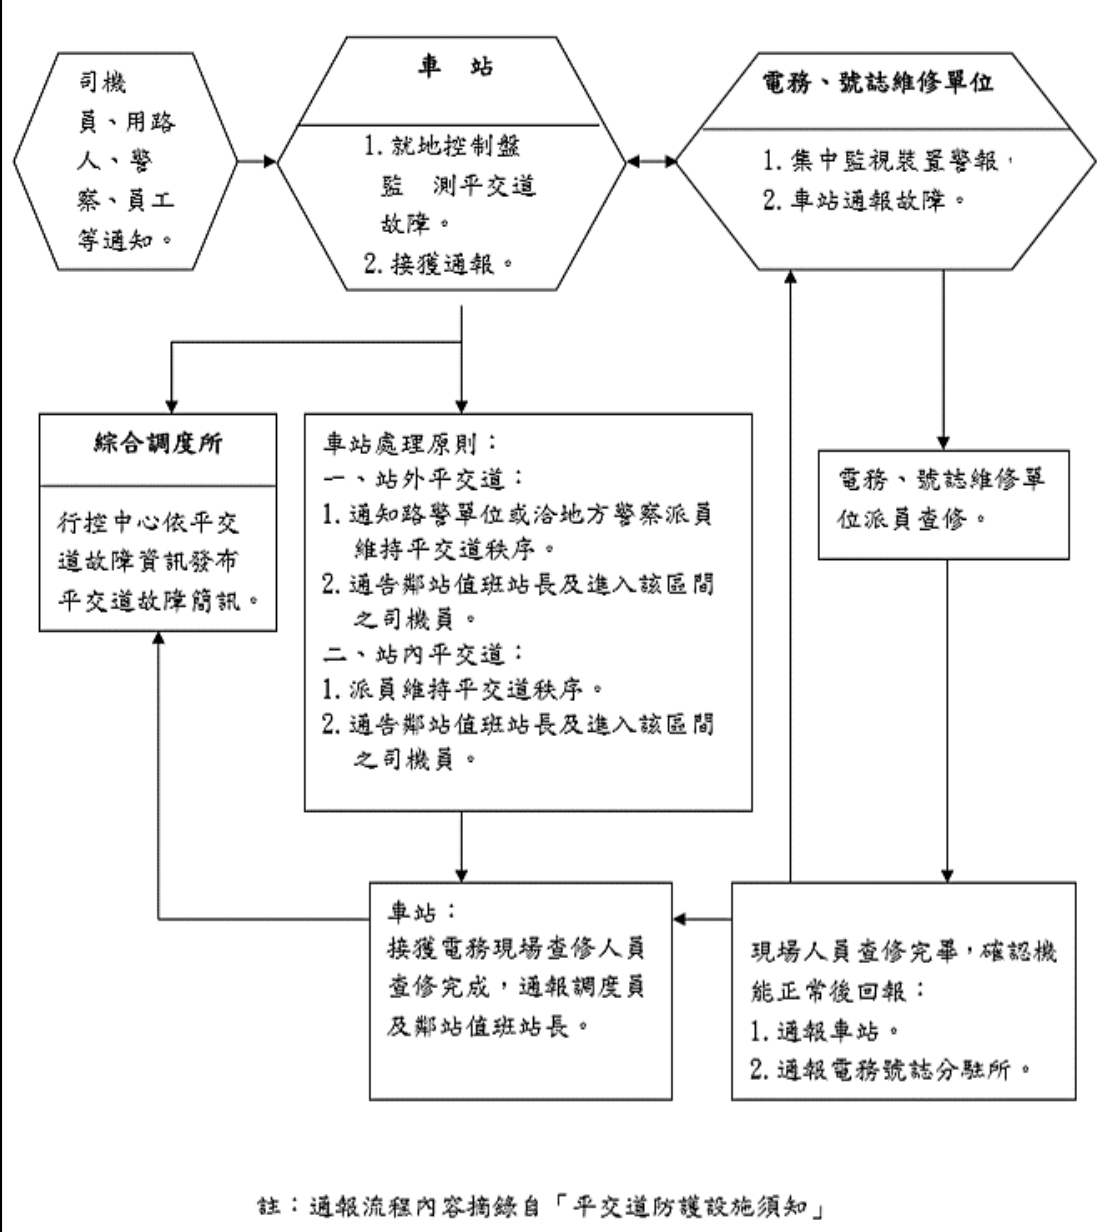 司機
員、用路
人、警
察、員工
等通知。
車 站
1.就地控制盤
監 測平交道
故障。
2.接獲通報。
電務、號誌維修單位
1.集中監視裝置警報，
2.車站通報故障。
綜合調度所
行控中心依平交
道故障資訊發布
平交道故障簡訊。
車站處理原則：
一、站外平交道：
1.通知路警單位或洽地方警察派員
維持平交道秩序。
2.通告鄰站值班站長及進入該區間
之司機員。
二、站內平交道：
1.派員維持平交道秩序。
2.通告鄰站值班站長及進入該區間
之司機員。
電務、號誌維修單
位派員查修。
車站：
接獲電務現場查修人員
查修完成，通報調度員
及鄰站值班站長。
現場人員查修完畢，確認機
能正常後回報：
1.通報車站。
2.通報電務號誌分駐所。
註：通報流程內容摘錄自「平交道防護設施須知」